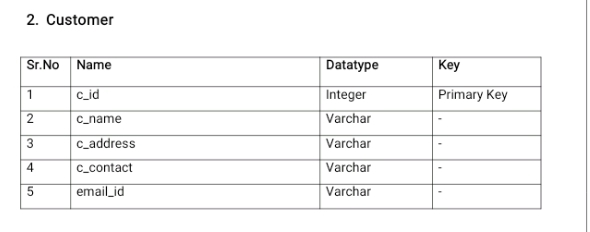 2. Customer
Sr.No Name Datatype Key
1 c_id Integer Primary Key
2 c_name Varchar -
3 c_address Varchar -
4 c_contact Varchar -
5 email_id Varchar -